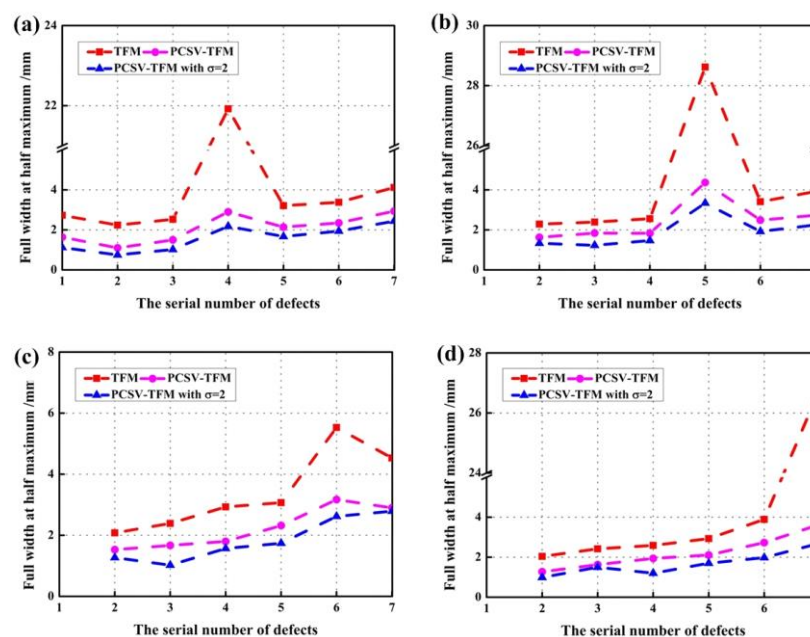 (a)
24
22
4
2
0
Full width at half maximum /mm
TFM PCSV-TFM
PCSV-TFM with σ=2
1 2 3 4 5 6 7
The serial number of defects
(b)
30
28
26
4
2
0
Full width at half maximum /mm
TFM PCSV-TFM
PCSV-TFM with σ=2
1 2 3 4 5 6
The serial number of defects
(c)
8
6
4
2
0
Full width at half maximum /mm
TFM PCSV-TFM
PCSV-TFM with σ=2
1 2 3 4 5 6 7
The serial number of defects
(d)
28
26
24
4
2
0
Full width at half maximum /mm
TFM PCSV-TFM
PCSV-TFM with σ=2
1 2 3 4 5 6
The serial number of defects